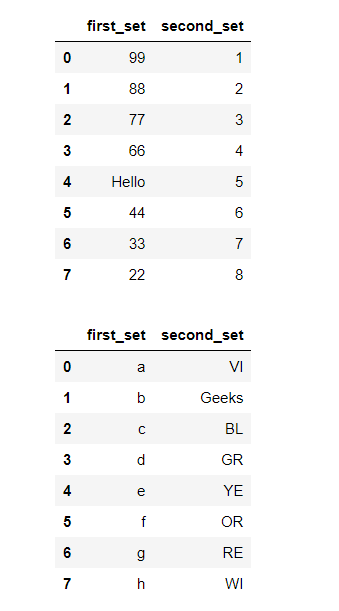 first_set second_set
0 99 1
1 88 2
2 77 3
3 66 4
4 Hello 5
5 44 6
6 33 7
7 22 8
first_set second_set
0 a VI
1 b Geeks
2 c BL
3 d GR
4 e YE
5 f OR
6 g RE
7 h WI